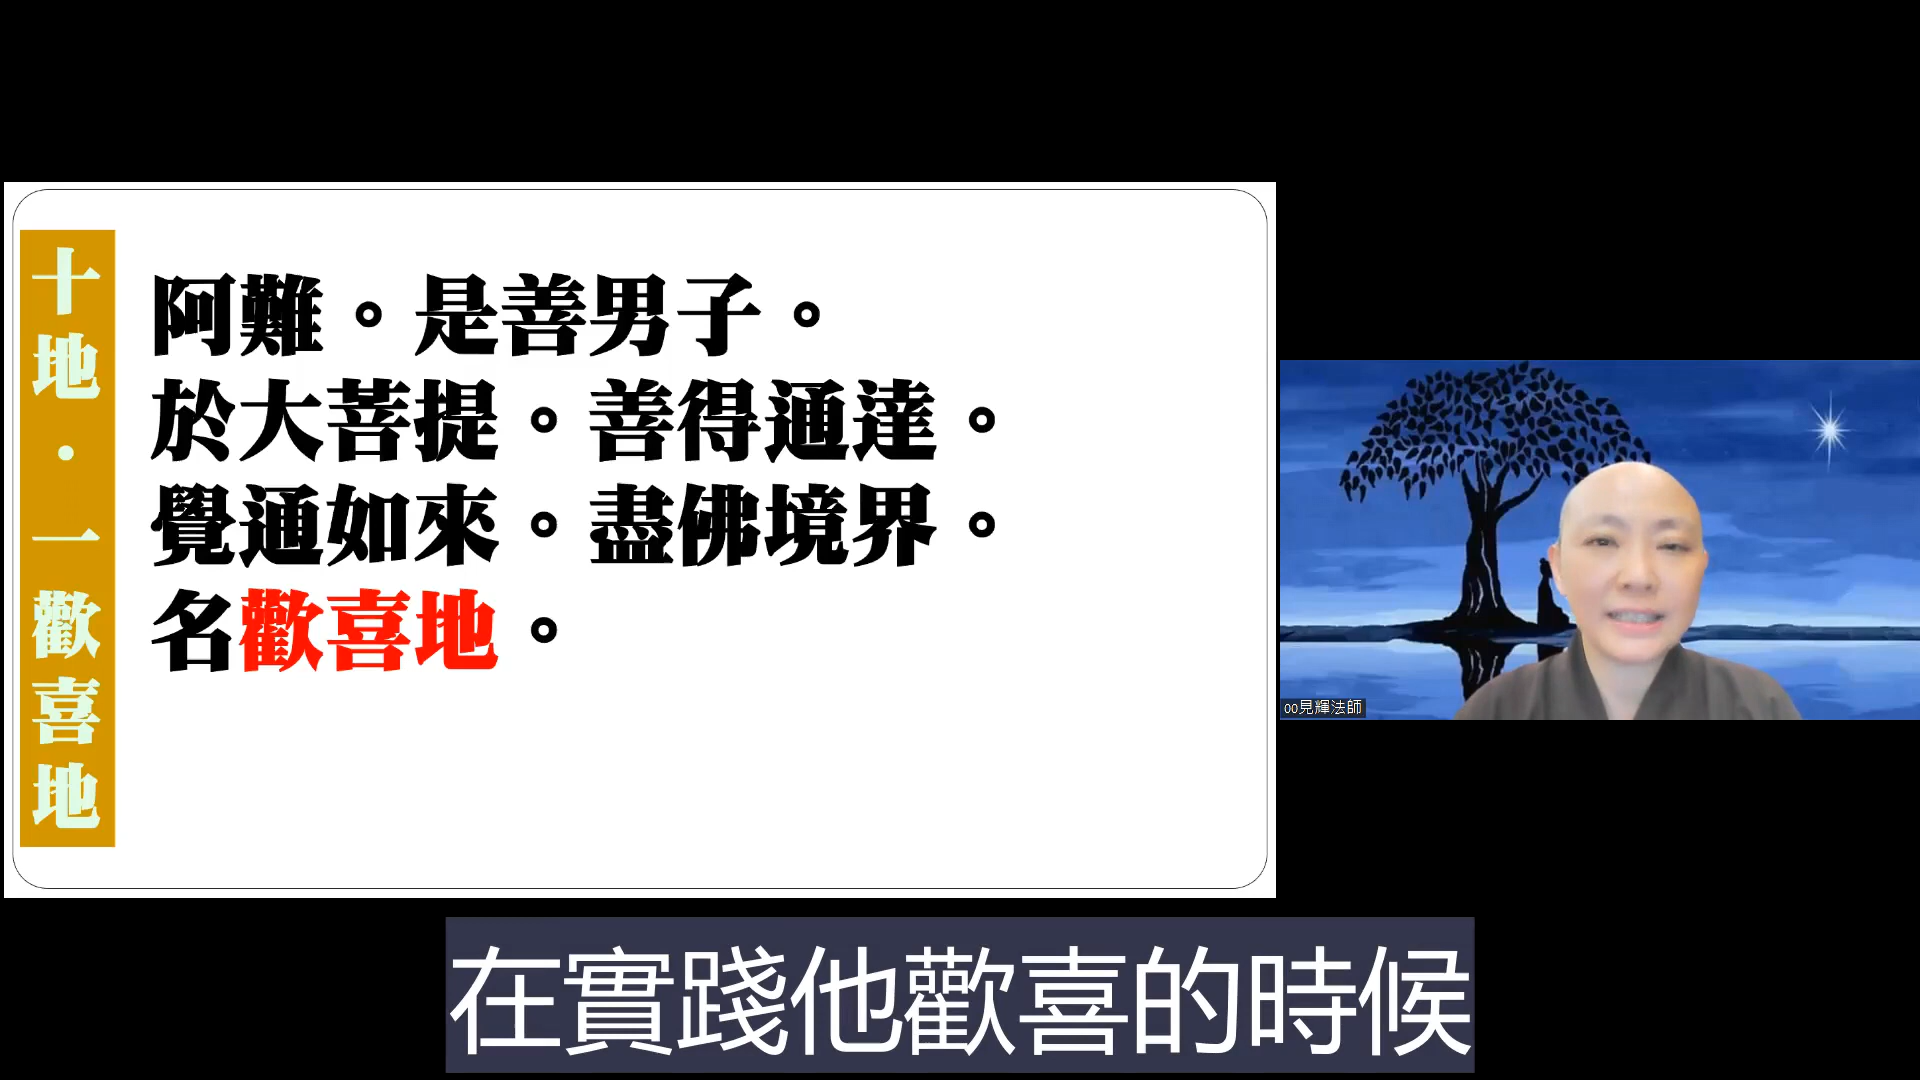 十地・一歡喜地
阿難。是善男子。
於大菩提。善得通達。
覺通如來。盡佛境界。
名歡喜地。
oo見輝法師
在實踐他歡喜的時候